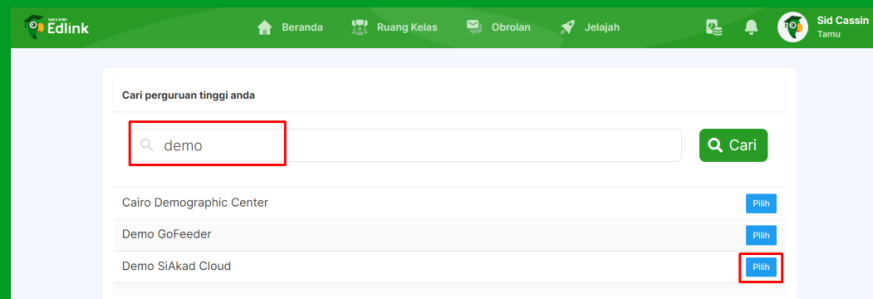 Edlink
Beranda
Ruang Kelas
Obrolan
Jelajah
Sid Cassin
Tamu
Cari perguruan tinggi anda
demo
Cari
Cairo Demographic Center
Pilih
Demo GoFeeder
Pilih
Demo SiAkad Cloud
Pilih